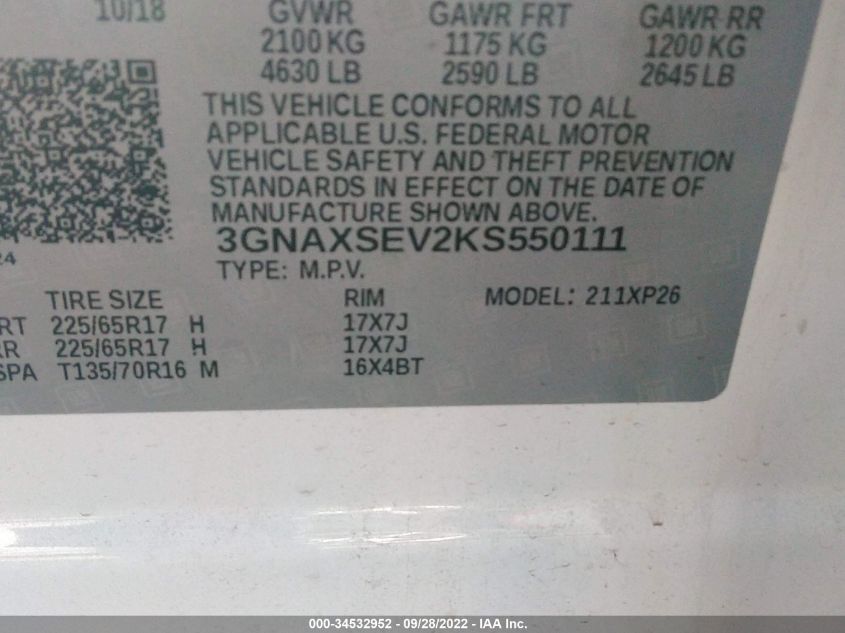 10/18 GVWR GAWR FRT GAWR RR
2100 KG 1175 KG 1200 KG
4630 LB 2590 LB 2645 LB
THIS VEHICLE CONFORMS TO ALL
APPLICABLE U.S. FEDERAL MOTOR
VEHICLE SAFETY AND THEFT PREVENTION
STANDARDS IN EFFECT ON THE DATE OF
MANUFACTURE SHOWN ABOVE.
3GNAXSEV2KS550111
24
TYPE: M.P.V.
TIRE SIZE RIM MODEL: 211XP26
RT 225/65R17 H 17X7J
RR 225/65R17 H 17X7J
SPA T135/70R16 M 16X4BT
000-34532952 - 09/28/2022 - IAA Inc.